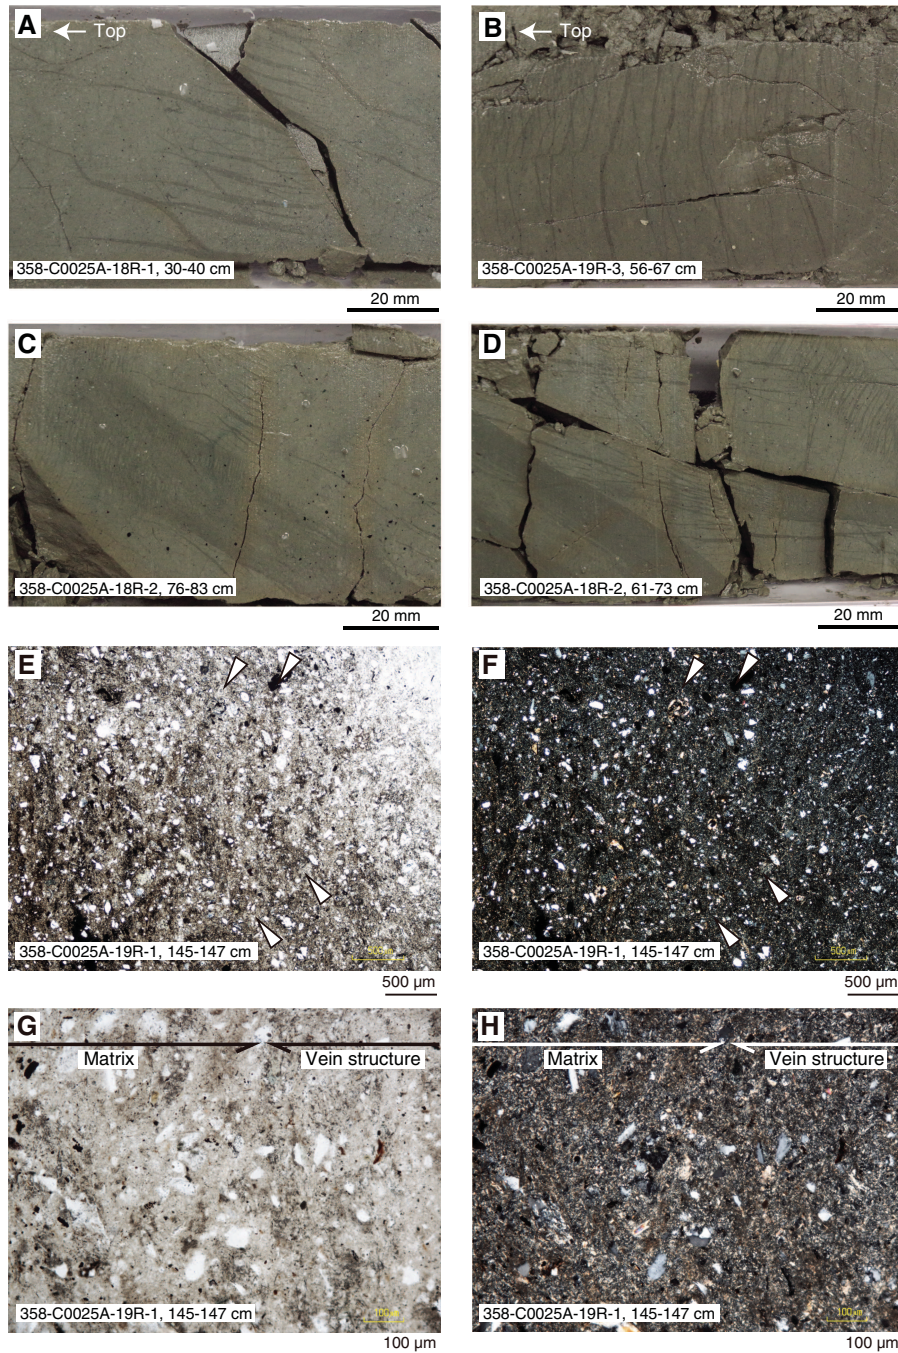 A
Top
358-C0025A-18R-1, 30-40 cm
20 mm
B
Top
358-C0025A-19R-3, 56-67 cm
20 mm
C
358-C0025A-18R-2, 76-83 cm
20 mm
D
358-C0025A-18R-2, 61-73 cm
20 mm
E
358-C0025A-19R-1, 145-147 cm
500µm
500 µm
F
358-C0025A-19R-1, 145-147 cm
500µm
500 µm
G
Matrix
Vein structure
358-C0025A-19R-1, 145-147 cm
100µm
100 µm
H
Matrix
Vein structure
358-C0025A-19R-1, 145-147 cm
100µm
100 µm